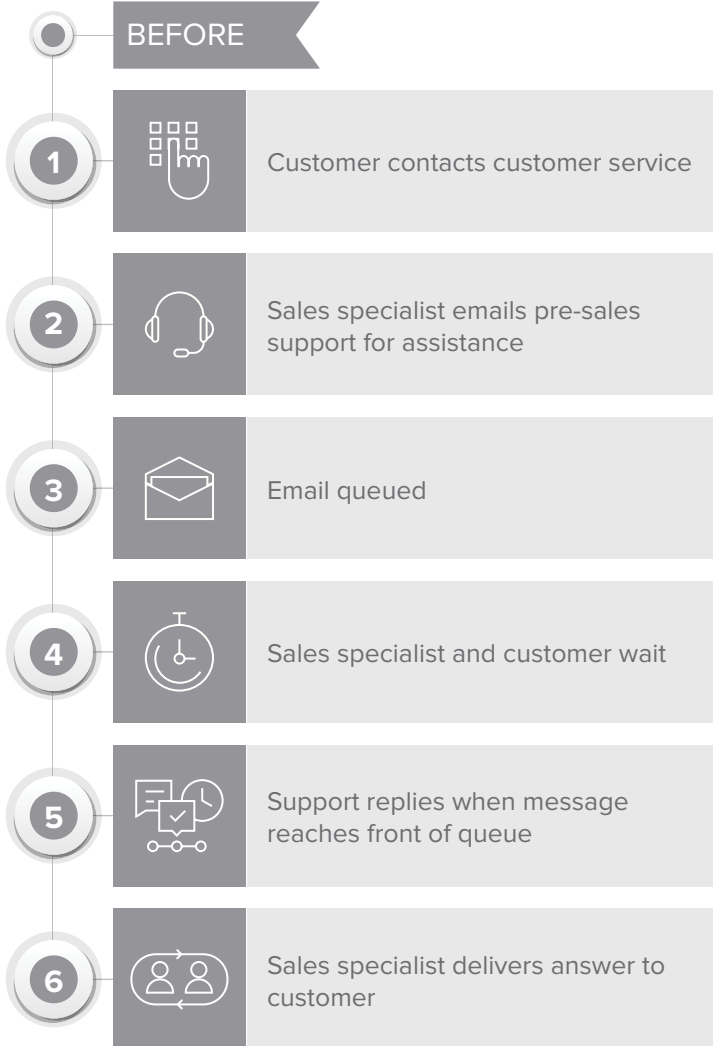 BEFORE
1
Customer contacts customer service
2
Sales specialist emails pre-sales
support for assistance
3
Email queued
4
Sales specialist and customer wait
5
Support replies when message
reaches front of queue
6
Sales specialist delivers answer to
customer